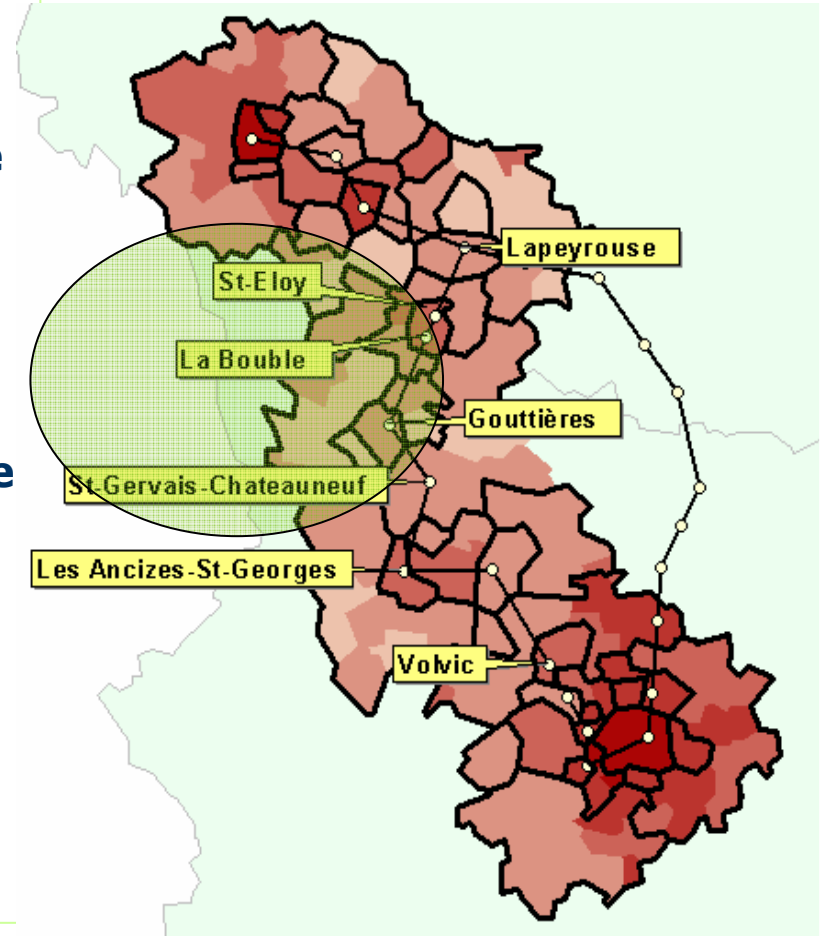 e
Lapeyrouse
St-Eloy
La Bouble
Gouttières
e
St-Gervais-Chateauneuf
Les Ancizes-St-Georges
Volvic